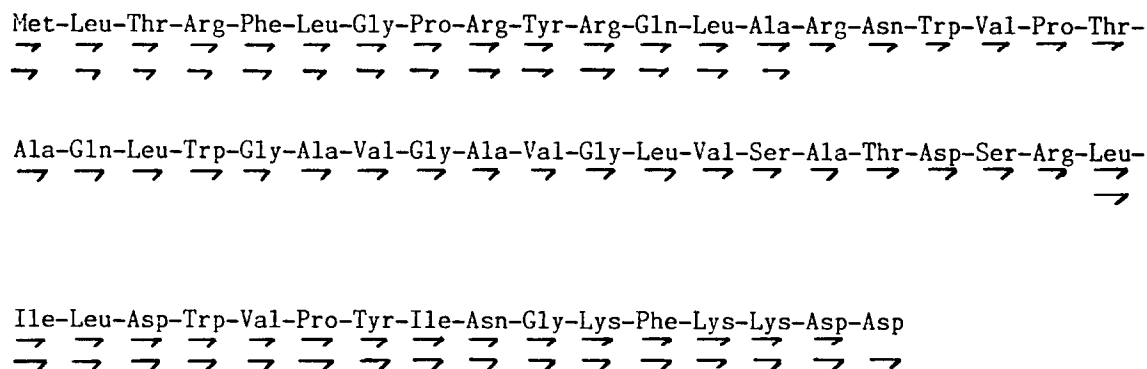 Met-Leu-Thr-Arg-Phe-Leu-Gly-Pro-Arg-Tyr-Arg-Gln-Leu-Ala-Arg-Asn-Trp-Val-Pro-Thr-
Ala-Gln-Leu-Trp-Gly-Ala-Val-Gly-Ala-Val-Gly-Leu-Val-Ser-Ala-Thr-Asp-Ser-Arg-Leu-
Ile-Leu-Asp-Trp-Val-Pro-Tyr-Ile-Asn-Gly-Lys-Phe-Lys-Lys-Asp-Asp